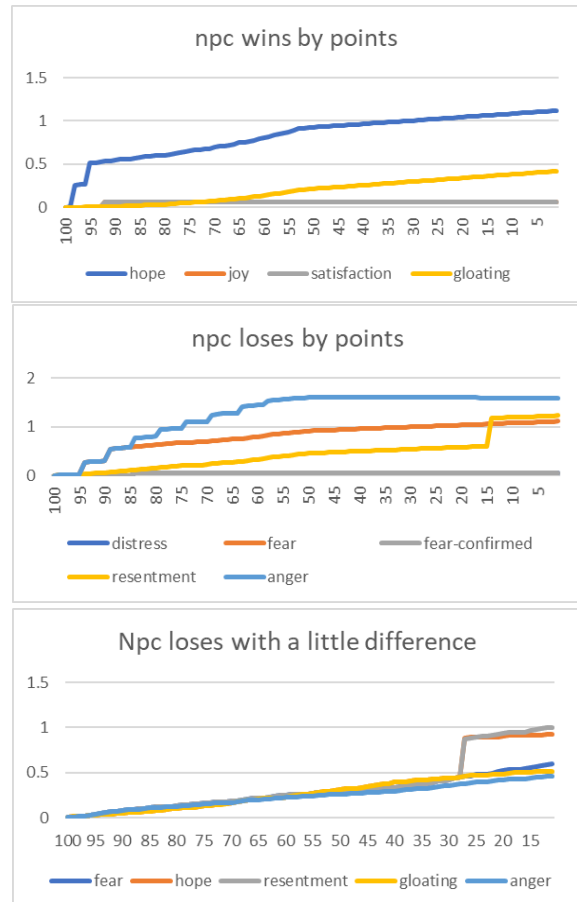 npc wins by points
1.5
1
0.5
0
100 95 90 85 80 75 70 65 60 55 50 45 40 35 30 25 20 15 10 5
hope joy satisfaction gloating
npc loses by points
2
1
0
100 95 90 85 80 75 70 65 60 55 50 45 40 35 30 25 20 15 10 5
distress fear fear-confirmed
resentment anger
Npc loses with a little difference
1.5
1
0.5
0
100 95 90 85 80 75 70 65 60 55 50 45 40 35 30 25 20 15
fear hope resentment gloating anger